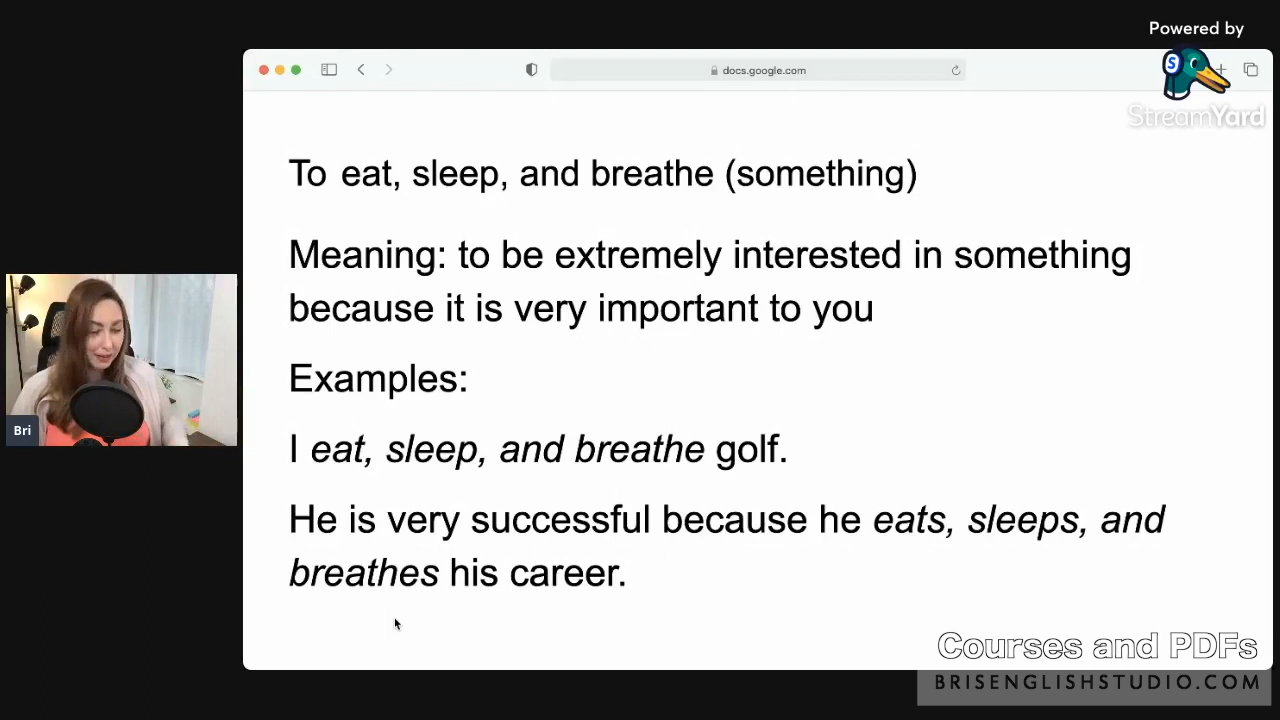 Powered by
docs.google.com
S
StreamYard
To eat, sleep, and breathe (something)
Meaning: to be extremely interested in something
because it is very important to you
Examples:
I eat, sleep, and breathe golf.
He is very successful because he eats, sleeps, and
breathes his career.
Bri
Courses and PDFs
BRISENGLISHSTUDIO.COM